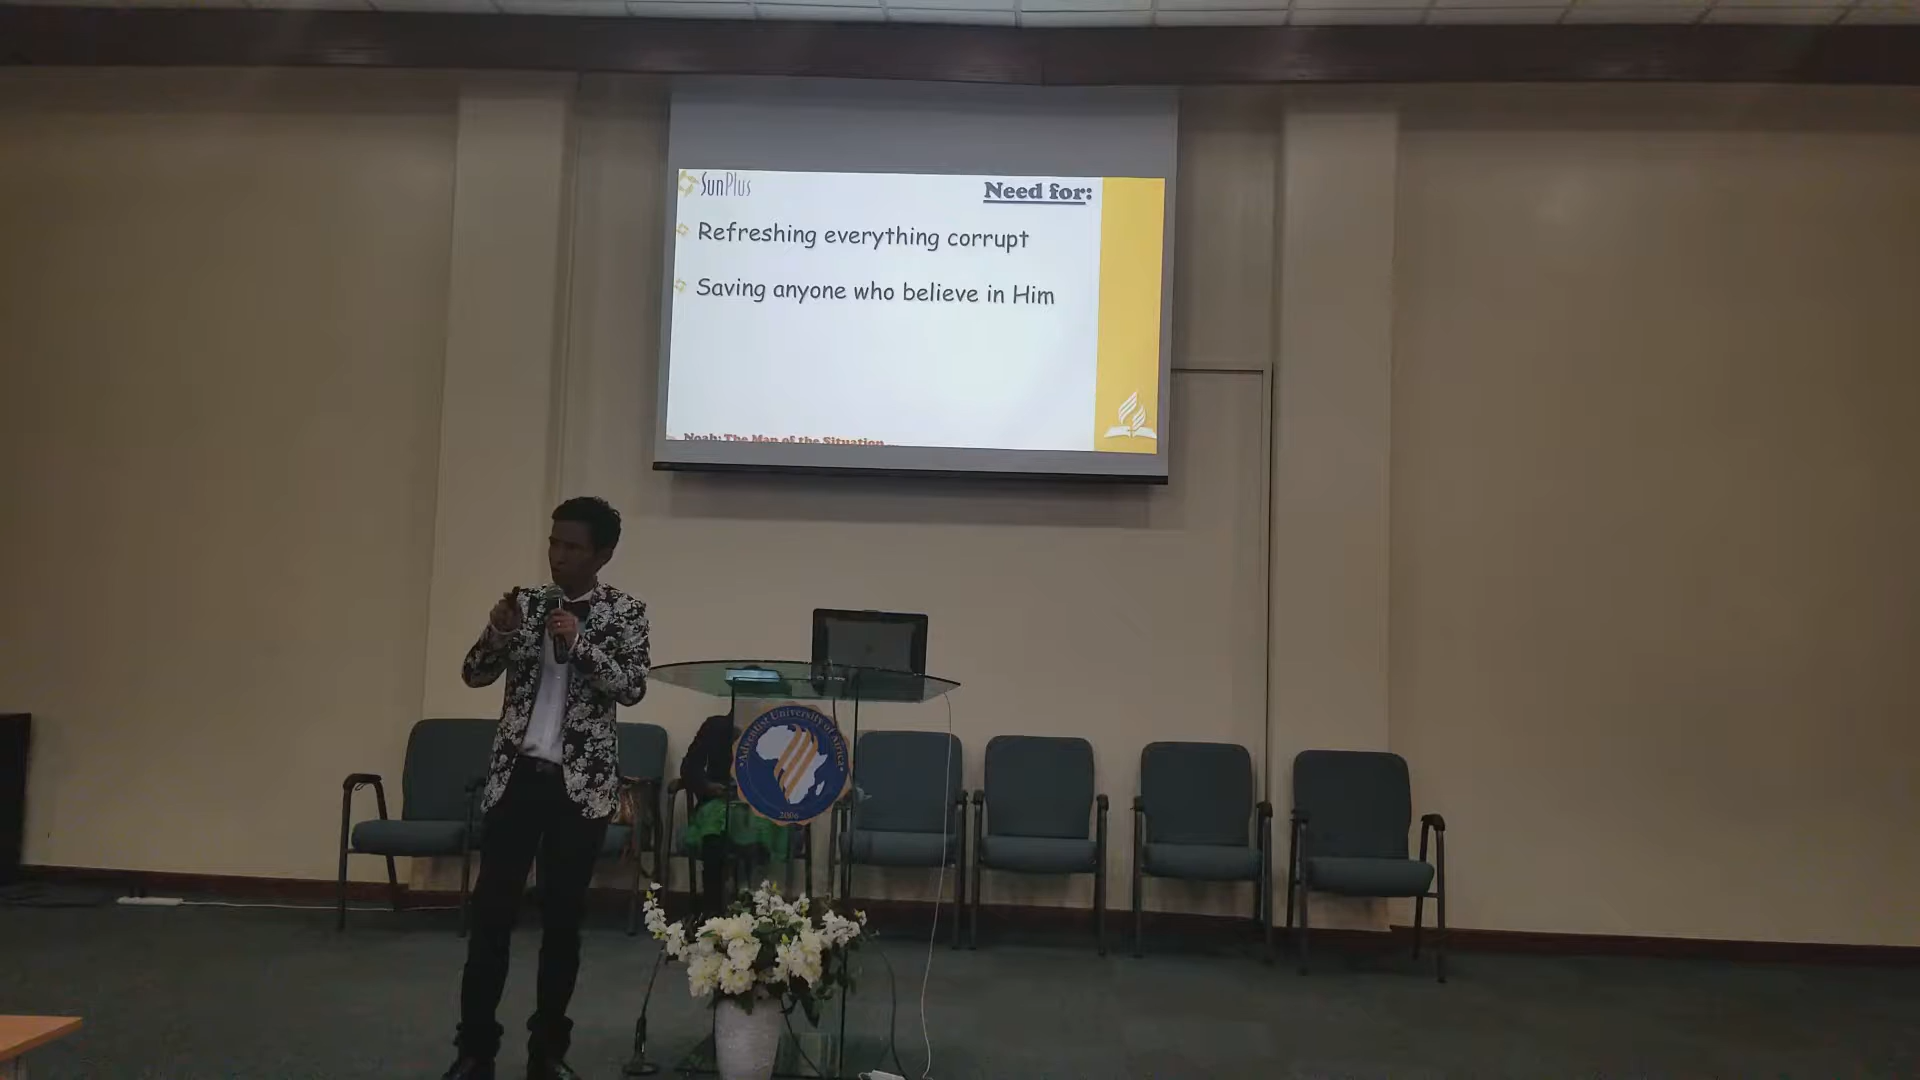 SunPlus
Need for:
Refreshing everything corrupt
Saving anyone who believe in Him
Noah: The Man of the Situation
Adventist University of Africa
2006